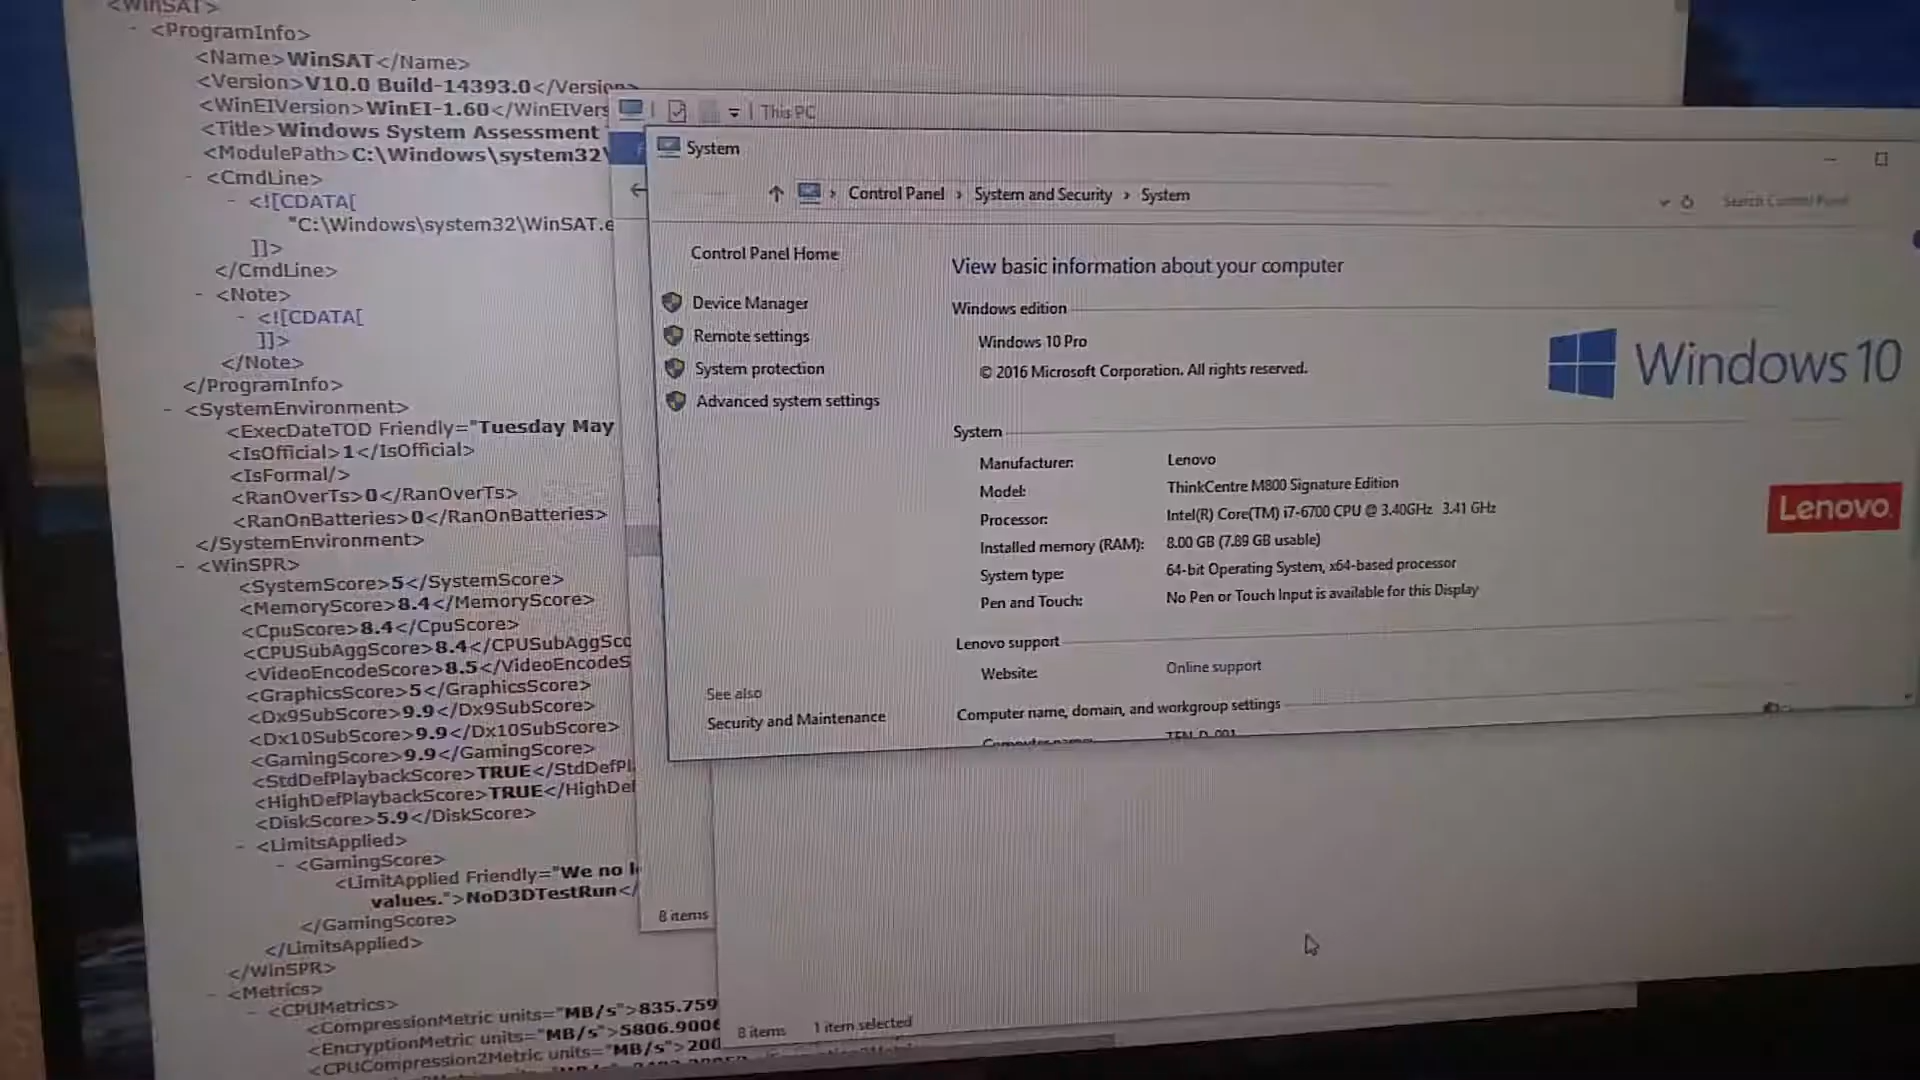 <WinSAT>
- <ProgramInfo>
<Name>WinSAT</Name>
<Version>V10.0 Build-14393.0</Version>
<WinEIVersion>WinEI-1.60</WinEIVers
<Title>Windows System Assessment
<ModulePath>C:\Windows\system32\
- <CmdLine>
- <![CDATA[
"C:\Windows\system32\WinSAT.e
]]>
</CmdLine>
- <Note>
- <![CDATA[
]]>
</Note>
</ProgramInfo>
- <SystemEnvironment>
<ExecDateTOD Friendly="Tuesday May
<IsOfficial>1</IsOfficial>
<IsFormal/>
<RanOverTs>0</RanOverTs>
<RanOnBatteries>0</RanOnBatteries>
</SystemEnvironment>
- <WinSPR>
<SystemScore>5</SystemScore>
<MemoryScore>8.4</MemoryScore>
<CpuScore>8.4</CpuScore>
<CPUSubAggScore>8.4</CPUSubAggSco
<VideoEncodeScore>8.5</VideoEncodeS
<GraphicsScore>5</GraphicsScore>
<Dx9SubScore>9.9</Dx9SubScore>
<Dx10SubScore>9.9</Dx10SubScore>
<GamingScore>9.9</GamingScore>
<StdDefPlaybackScore>TRUE</StdDefPl
<HighDefPlaybackScore>TRUE</HighDef
<DiskScore>5.9</DiskScore>
- <LimitsApplied>
- <GamingScore>
<LimitApplied Friendly="We no l
values.">NoD3DTestRun</
</GamingScore>
</LimitsApplied>
</WinSPR>
- <Metrics>
- <CPUMetrics>
<CompressionMetric units="MB/s">835.759
<EncryptionMetric units="MB/s">5806.9006
<CPUCompression2Metric units="MB/s">200
This PC
8 items
8 items 1 item selected
System
Control Panel › System and Security › System
Search Control Panel
Control Panel Home
Device Manager
Remote settings
System protection
Advanced system settings
See also
Security and Maintenance
View basic information about your computer
Windows edition
Windows 10 Pro
© 2016 Microsoft Corporation. All rights reserved.
Windows 10
System
Manufacturer: Lenovo
Model: ThinkCentre M800 Signature Edition
Processor: Intel(R) Core(TM) i7-6700 CPU @ 3.40GHz 3.41 GHz
Installed memory (RAM): 8.00 GB (7.89 GB usable)
System type: 64-bit Operating System, x64-based processor
Pen and Touch: No Pen or Touch Input is available for this Display
Lenovo
Lenovo support
Website: Online support
Computer name, domain, and workgroup settings
Computer name: